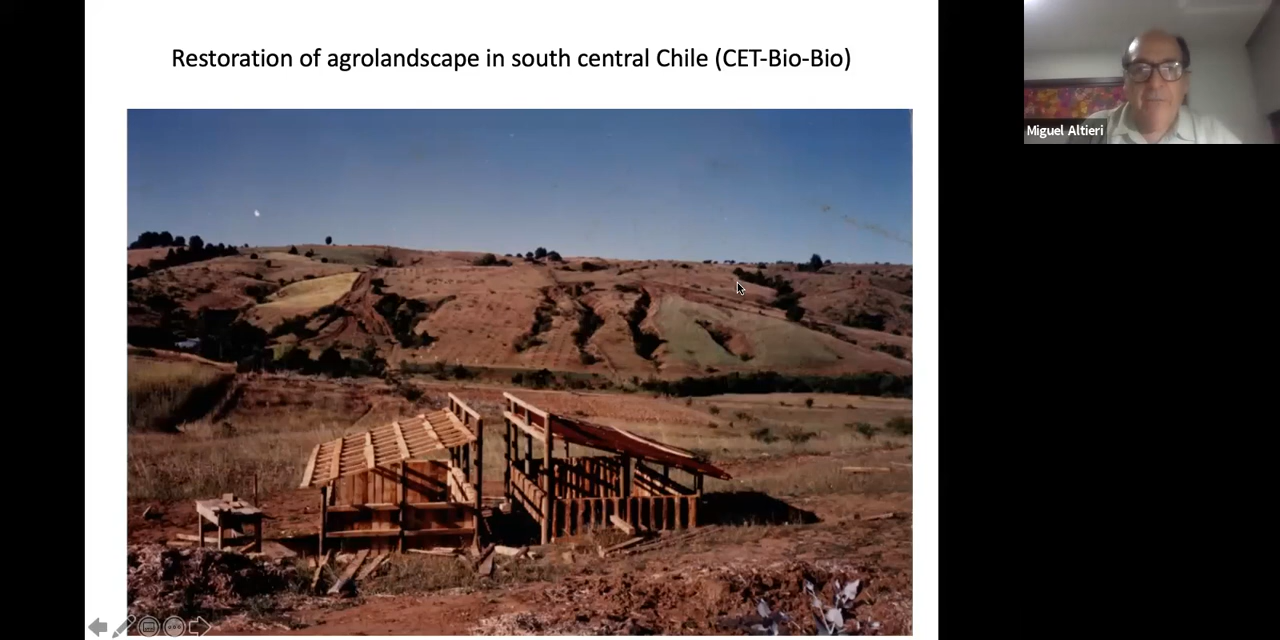 Restoration of agrolandscape in south central Chile (CET-Bio-Bio)
Miguel Altieri